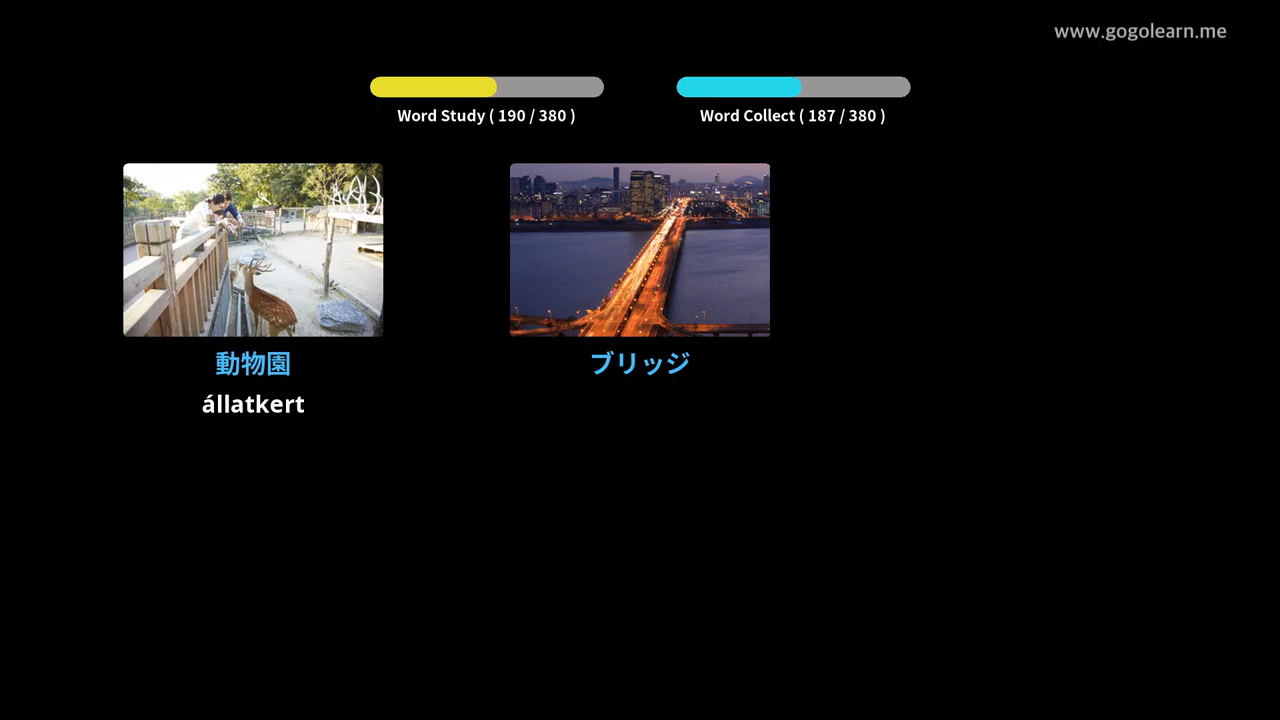 www.gogolearn.me
Word Study ( 190 / 380 )
Word Collect ( 187 / 380 )
動物園
ブリッジ
állatkert